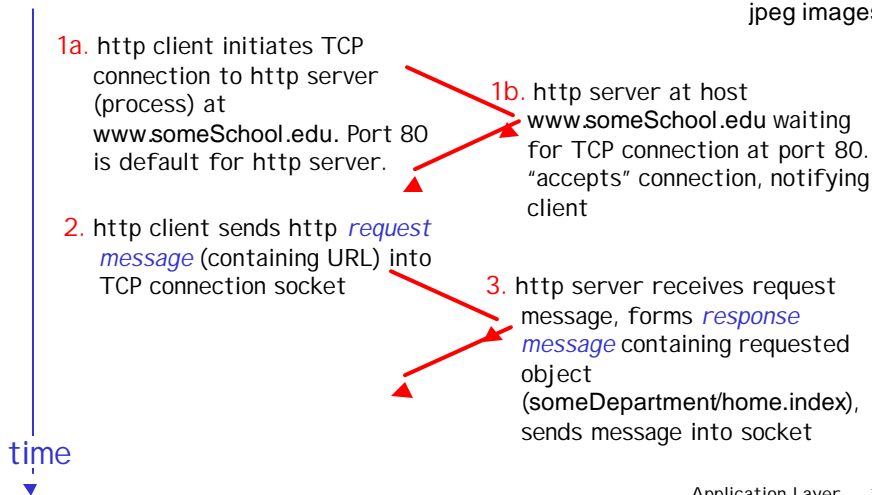 jpeg images
1a. http client initiates TCP
connection to http server
(process) at
www.someSchool.edu. Port 80
is default for http server.
1b. http server at host
www.someSchool.edu waiting
for TCP connection at port 80.
“accepts” connection, notifying
client
2. http client sends http request
message (containing URL) into
TCP connection socket
3. http server receives request
message, forms response
message containing requested
object
(someDepartment/home.index),
sends message into socket
time
Application Layer